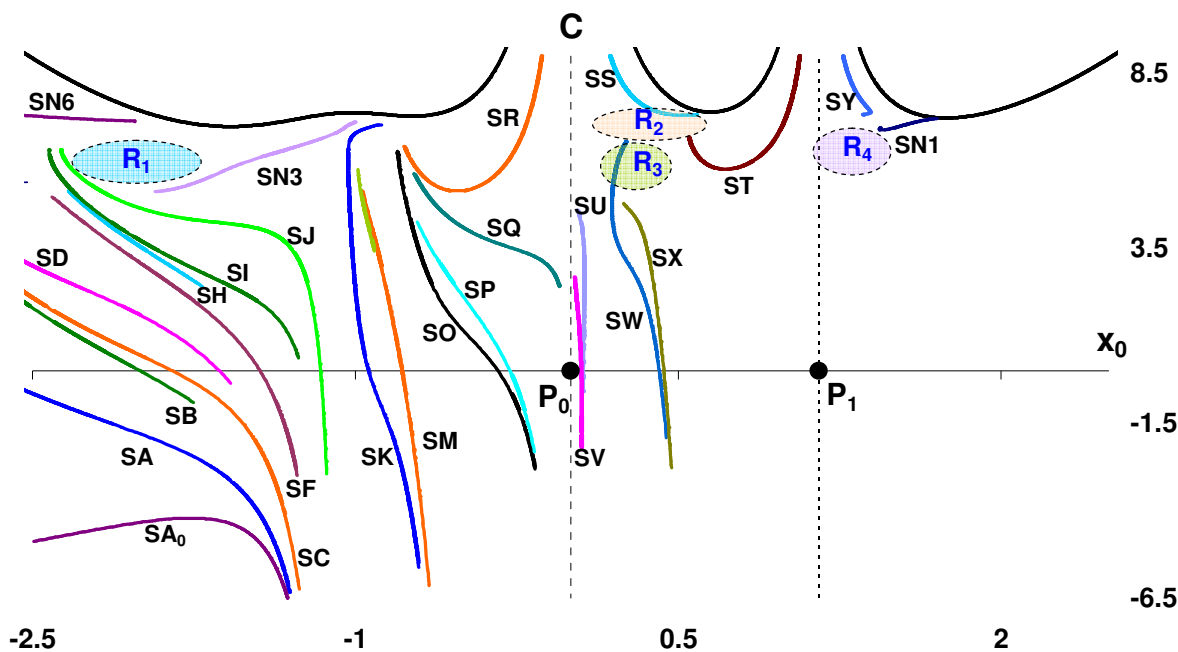 C
8.5
SN6
SR
SS
R2
SY
R1
R3
R4
SN1
SN3
ST
SU
SJ
SQ
3.5
SD
SI
SX
SH
SP
SO
SW
x0
P0
P1
SB
-1.5
SA
SK
SM
SV
SF
SA0
SC
-6.5
-2.5
-1
0.5
2